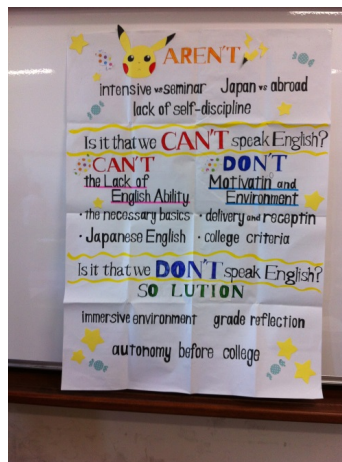 AREN'T
intensive vs seminar Japan vs abroad
lack of self-discipline
Is it that we CAN'T speak English?
CAN'T
the Lack of
English Ability
• the necessary basics
• Japanese English
DON'T
Motivatin and
Environment
• delivery and receptin
• college criteria
Is it that we DON'T speak English?
SO LUTION
immersive environment grade reflection
autonomy before college